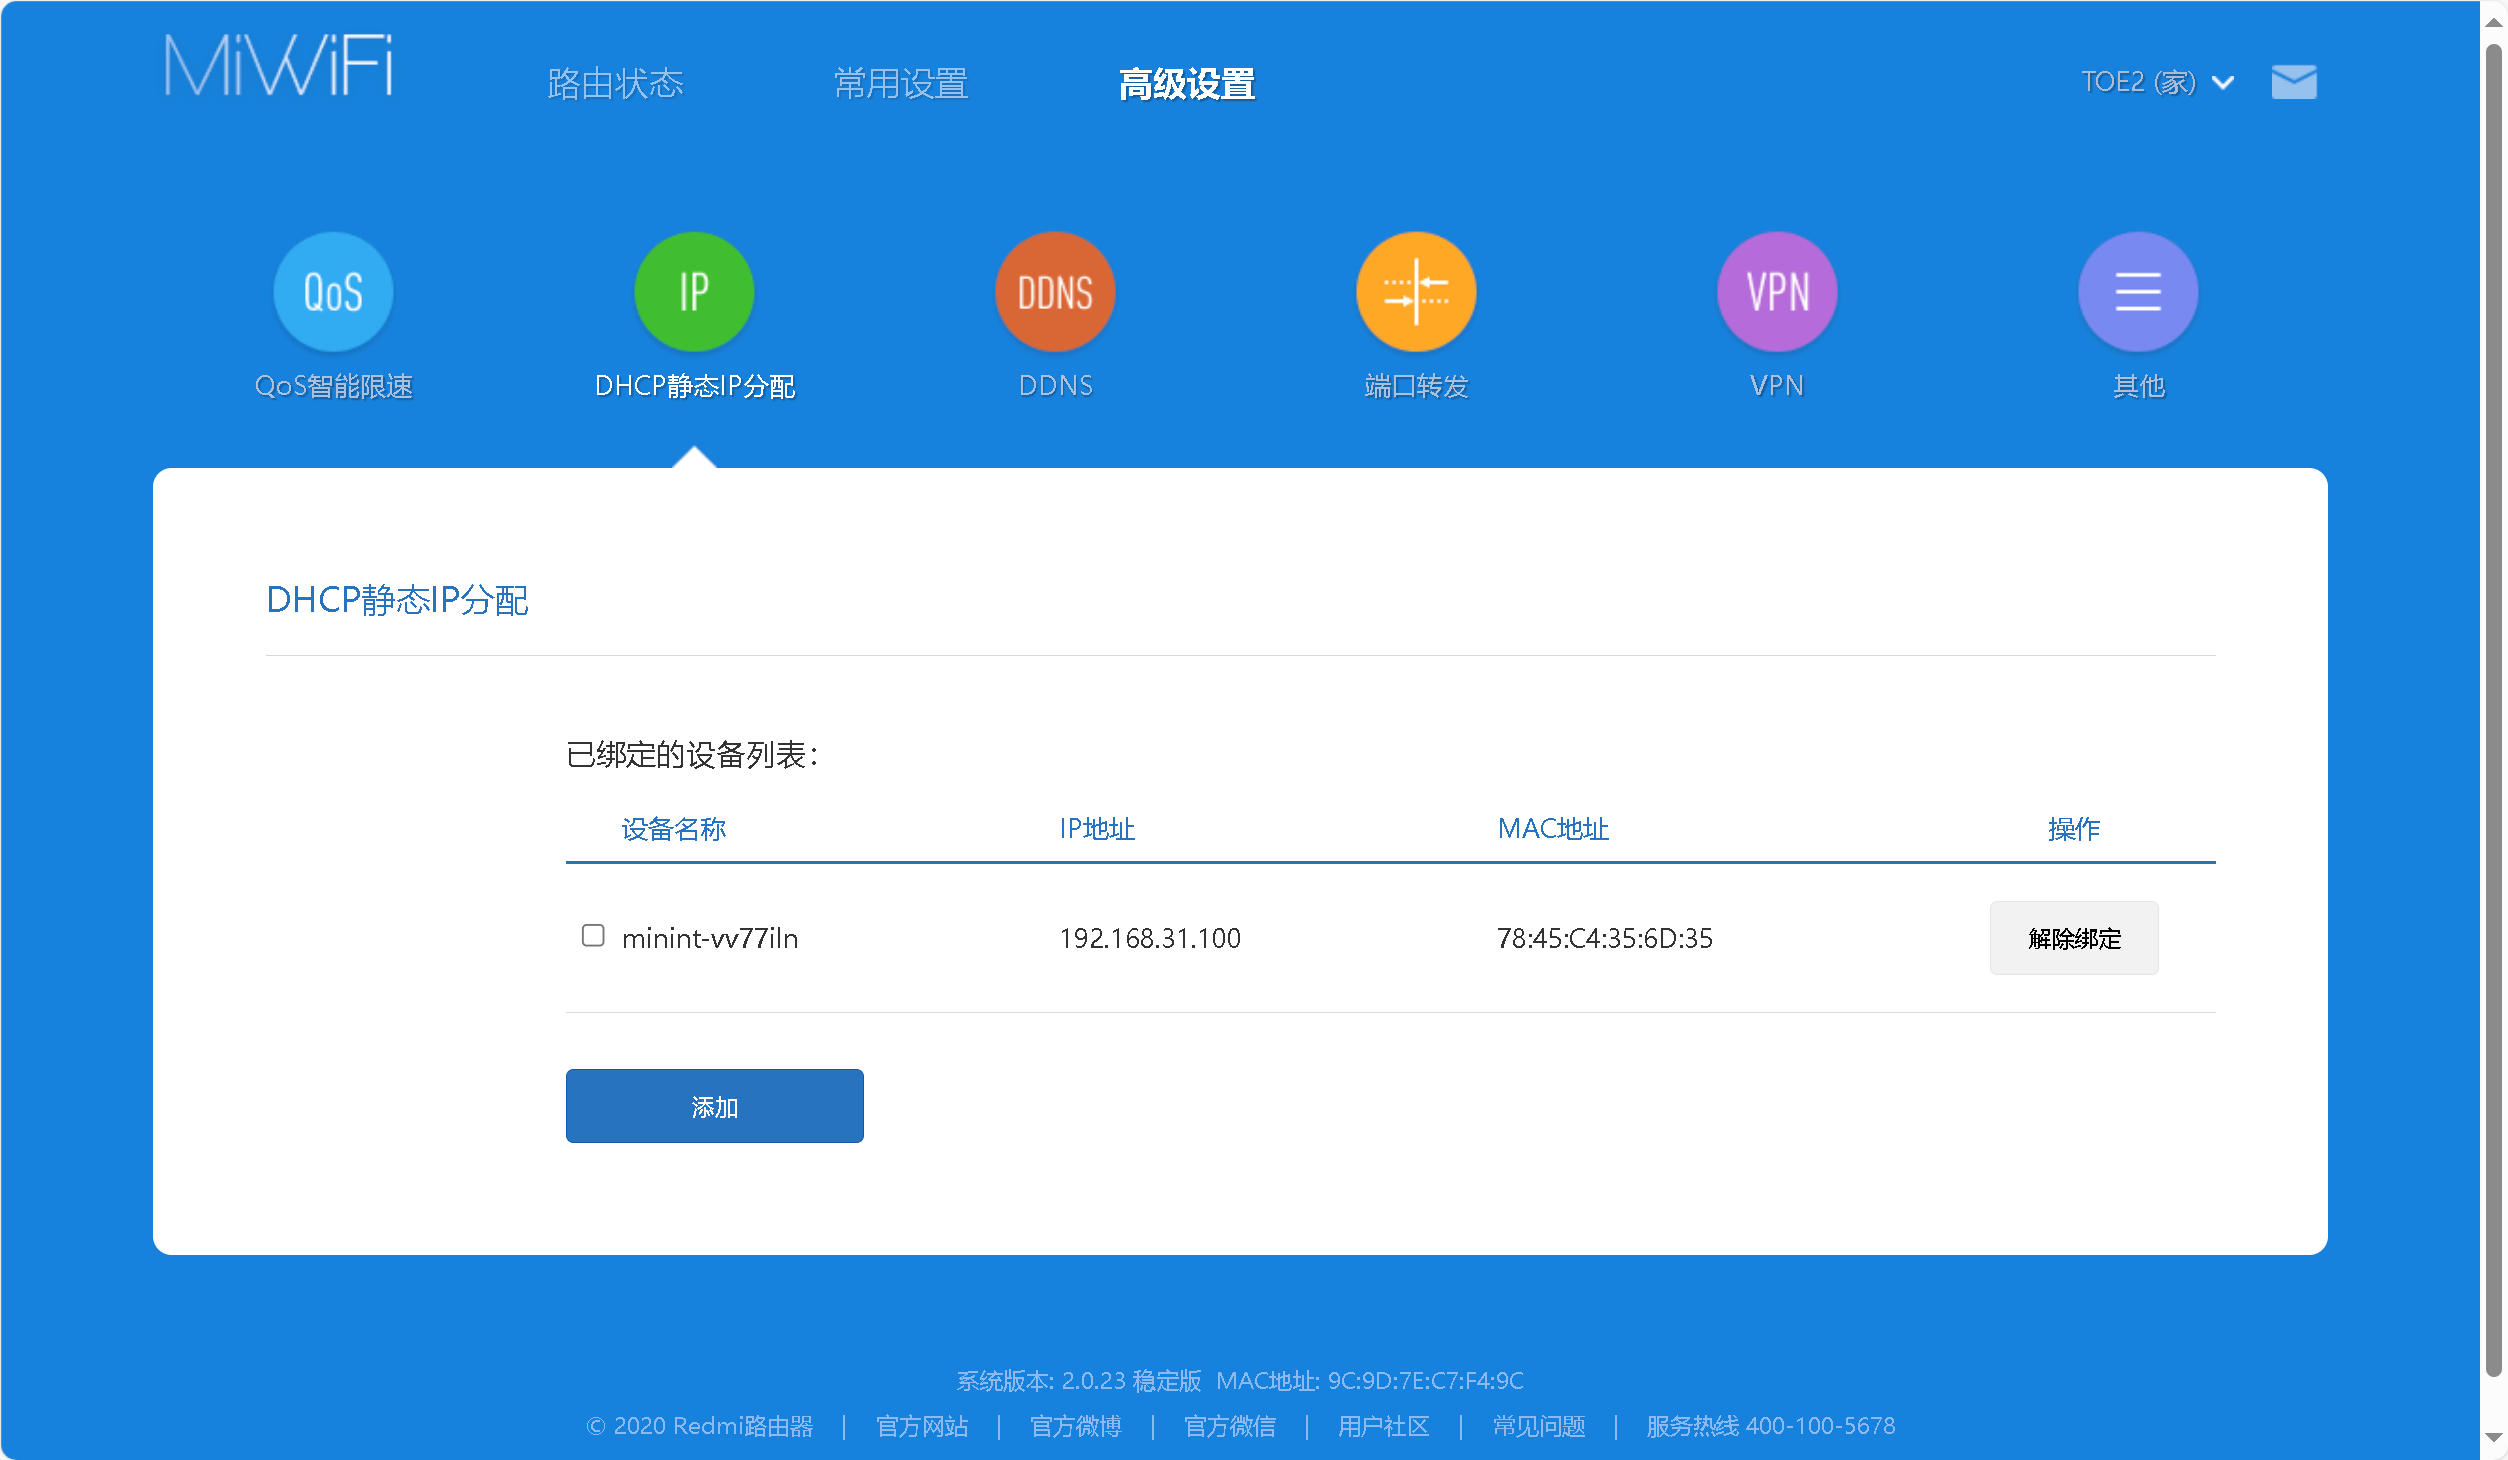 MiWiFi
路由状态 常用设置 高级设置 TOE2 (家)
QoS IP DDNS VPN
QoS智能限速 DHCP静态IP分配 DDNS 端口转发 VPN 其他
DHCP静态IP分配
已绑定的设备列表：
设备名称 IP地址 MAC地址 操作
minint-vv77iln 192.168.31.100 78:45:C4:35:6D:35 解除绑定
添加
系统版本: 2.0.23 稳定版 MAC地址: 9C:9D:7E:C7:F4:9C
© 2020 Redmi路由器 | 官方网站 | 官方微博 | 官方微信 | 用户社区 | 常见问题 | 服务热线 400-100-5678